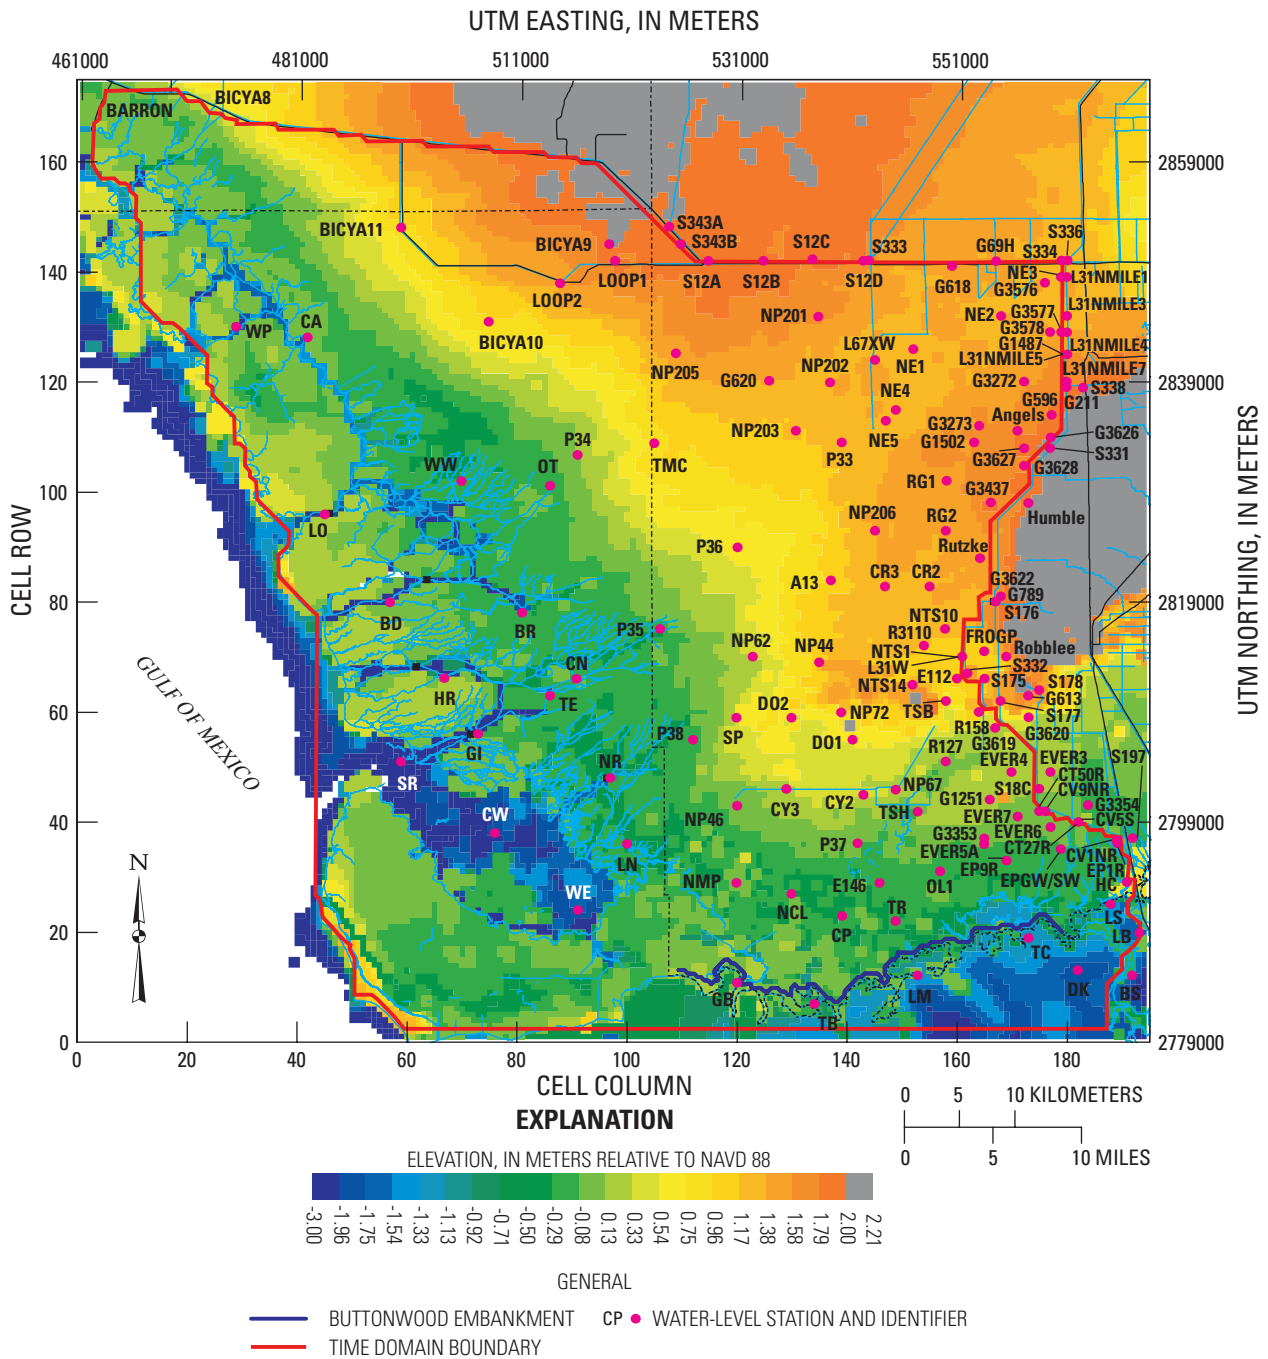 UTM EASTING, IN METERS
461000 481000 511000 531000 551000
BARRON
BICYA8
160
2859000
BICYA11
BICYA9
S343A
S343B
S12C
S333
G69H
S334
S336
LOOP1
LOOP2
S12A
S12B
S12D
G618
NE3
G3576
L31NMILE1
140
2841000
WP
CA
BICYA10
NP201
NE2
G3577
G3578
G1487
L31NMILE3
L31NMILE4
L31NMILE5
L31NMILE7
L67XW
NE1
NP205
G620
NP202
NE4
G3272
S338
120
2839000
G596
G211
Angels
NP203
P33
NE5
G3273
G1502
G3626
S331
G3627
G3628
P34
OT
WW
TMC
RG1
G3437
100
LO
NP206
RG2
Humble
Rutzke
P36
A13
CR3
CR2
G3622
G789
S176
80
2819000
BD
BR
P35
NTS10
R3110
NTS1
L31W
FROGP
Robblee
NP62
NP44
CN
HR
TE
E112
S332
S175
S178
G613
S177
NTS14
TSB
DO2
NP72
SP
DO1
R158
G3620
G3619
60
GI
P38
R127
EVER4
EVER3
S197
SR
NR
CT50R
CV9NR
S18C
G3354
CV5S
NP67
G1251
NP46
CY3
CY2
TSH
EVER7
EVER6
CT27R
40
2799000
CW
LN
P37
G3353
EVER5A
EP9R
EPGW/SW
CV1NR
EP1R
HC
WE
NMP
NCL
E146
OL1
TR
CP
LS
LB
20
TC
GB
TB
LM
DK
BS
0
2779000
0 20 40 60 80 100 120 140 160 180
CELL COLUMN
CELL ROW
UTM NORTHING, IN METERS
GULF OF MEXICO
N
0 5 10 KILOMETERS
0 5 10 MILES
EXPLANATION
ELEVATION, IN METERS RELATIVE TO NAVD 88
-3.00 -1.96 -1.75 -1.54 -1.33 -1.13 -0.92 -0.71 -0.50 -0.29 -0.08 0.13 0.33 0.54 0.75 0.96 1.17 1.38 1.58 1.79 2.00 2.21
GENERAL
BUTTONWOOD EMBANKMENT
CP WATER-LEVEL STATION AND IDENTIFIER
TIME DOMAIN BOUNDARY